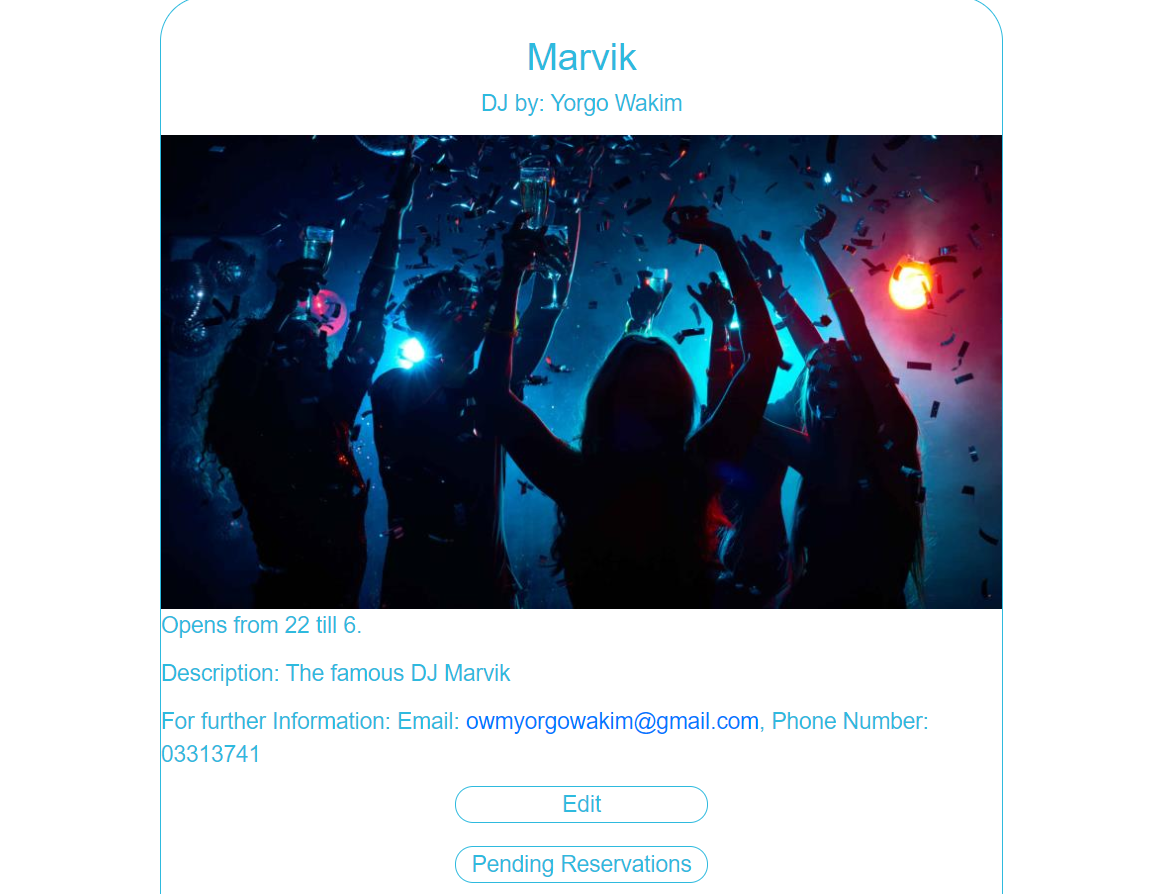 Marvik
DJ by: Yorgo Wakim
Opens from 22 till 6.
Description: The famous DJ Marvik
For further Information: Email: owmyorgowakim@gmail.com, Phone Number:
03313741
Edit
Pending Reservations